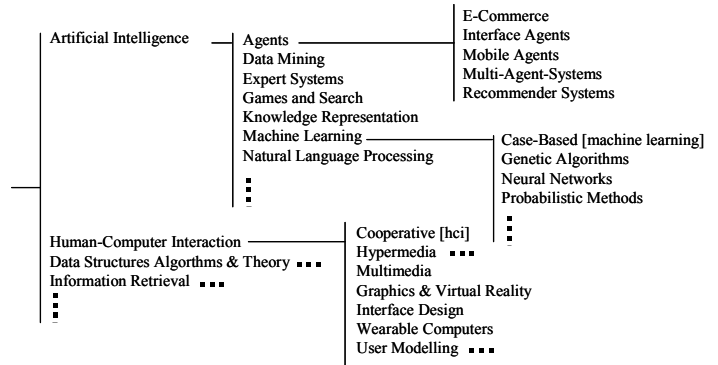 Artificial Intelligence
Agents
Data Mining
Expert Systems
Games and Search
Knowledge Representation
Machine Learning
Natural Language Processing
E-Commerce
Interface Agents
Mobile Agents
Multi-Agent-Systems
Recommender Systems
Case-Based [machine learning]
Genetic Algorithms
Neural Networks
Probabilistic Methods
Human-Computer Interaction
Data Structures Algorthms & Theory
Information Retrieval
Cooperative [hci]
Hypermedia
Multimedia
Graphics & Virtual Reality
Interface Design
Wearable Computers
User Modelling